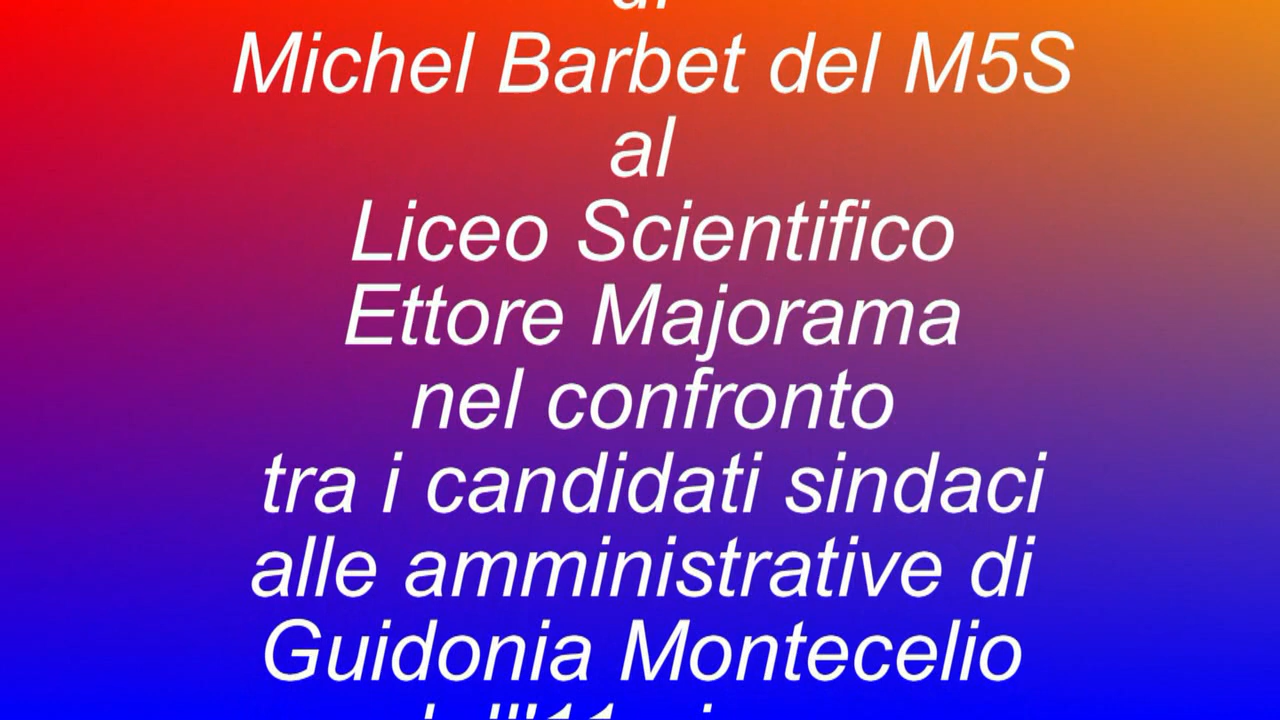 di
Michel Barbet del M5S
al
Liceo Scientifico
Ettore Majorama
nel confronto
tra i candidati sindaci
alle amministrative di
Guidonia Montecelio